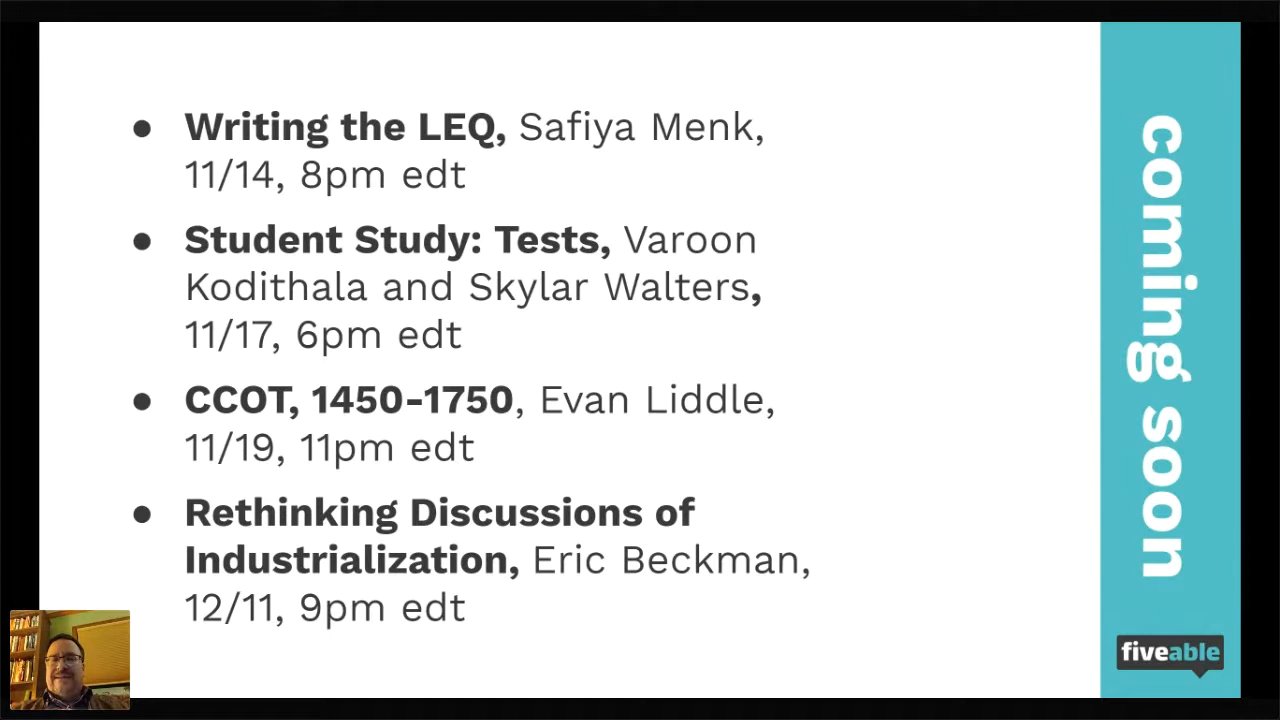 Writing the LEQ, Safiya Menk,
11/14, 8pm edt
Student Study: Tests, Varoon
Kodithala and Skylar Walters,
11/17, 6pm edt
CCOT, 1450-1750, Evan Liddle,
11/19, 11pm edt
Rethinking Discussions of
Industrialization, Eric Beckman,
12/11, 9pm edt
coming soon
fiveable